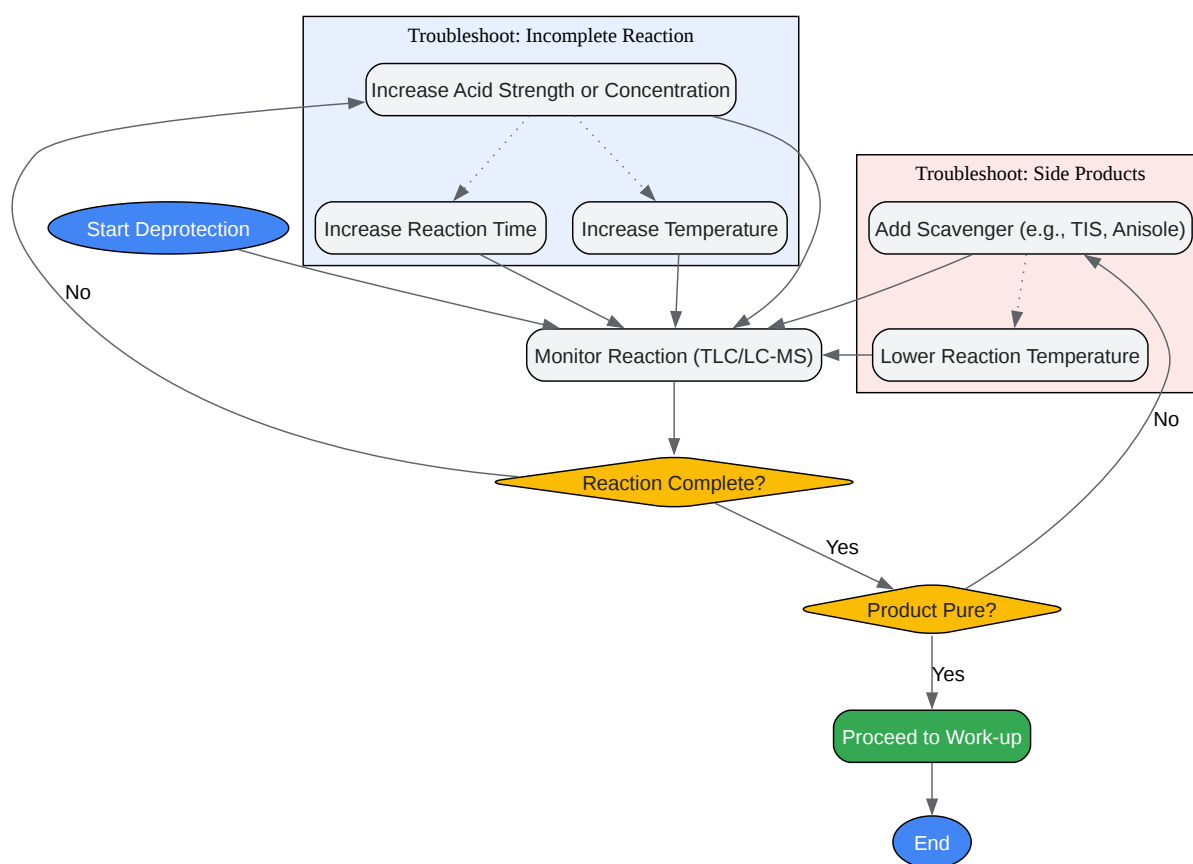 Troubleshoot: Incomplete Reaction
Increase Acid Strength or Concentration
Troubleshoot: Side Products
Start Deprotection
Increase Reaction Time
Increase Temperature
Add Scavenger (e.g., TIS, Anisole)
No
Monitor Reaction (TLC/LC-MS)
Lower Reaction Temperature
No
Reaction Complete?
Yes
Product Pure?
Yes
Proceed to Work-up
End